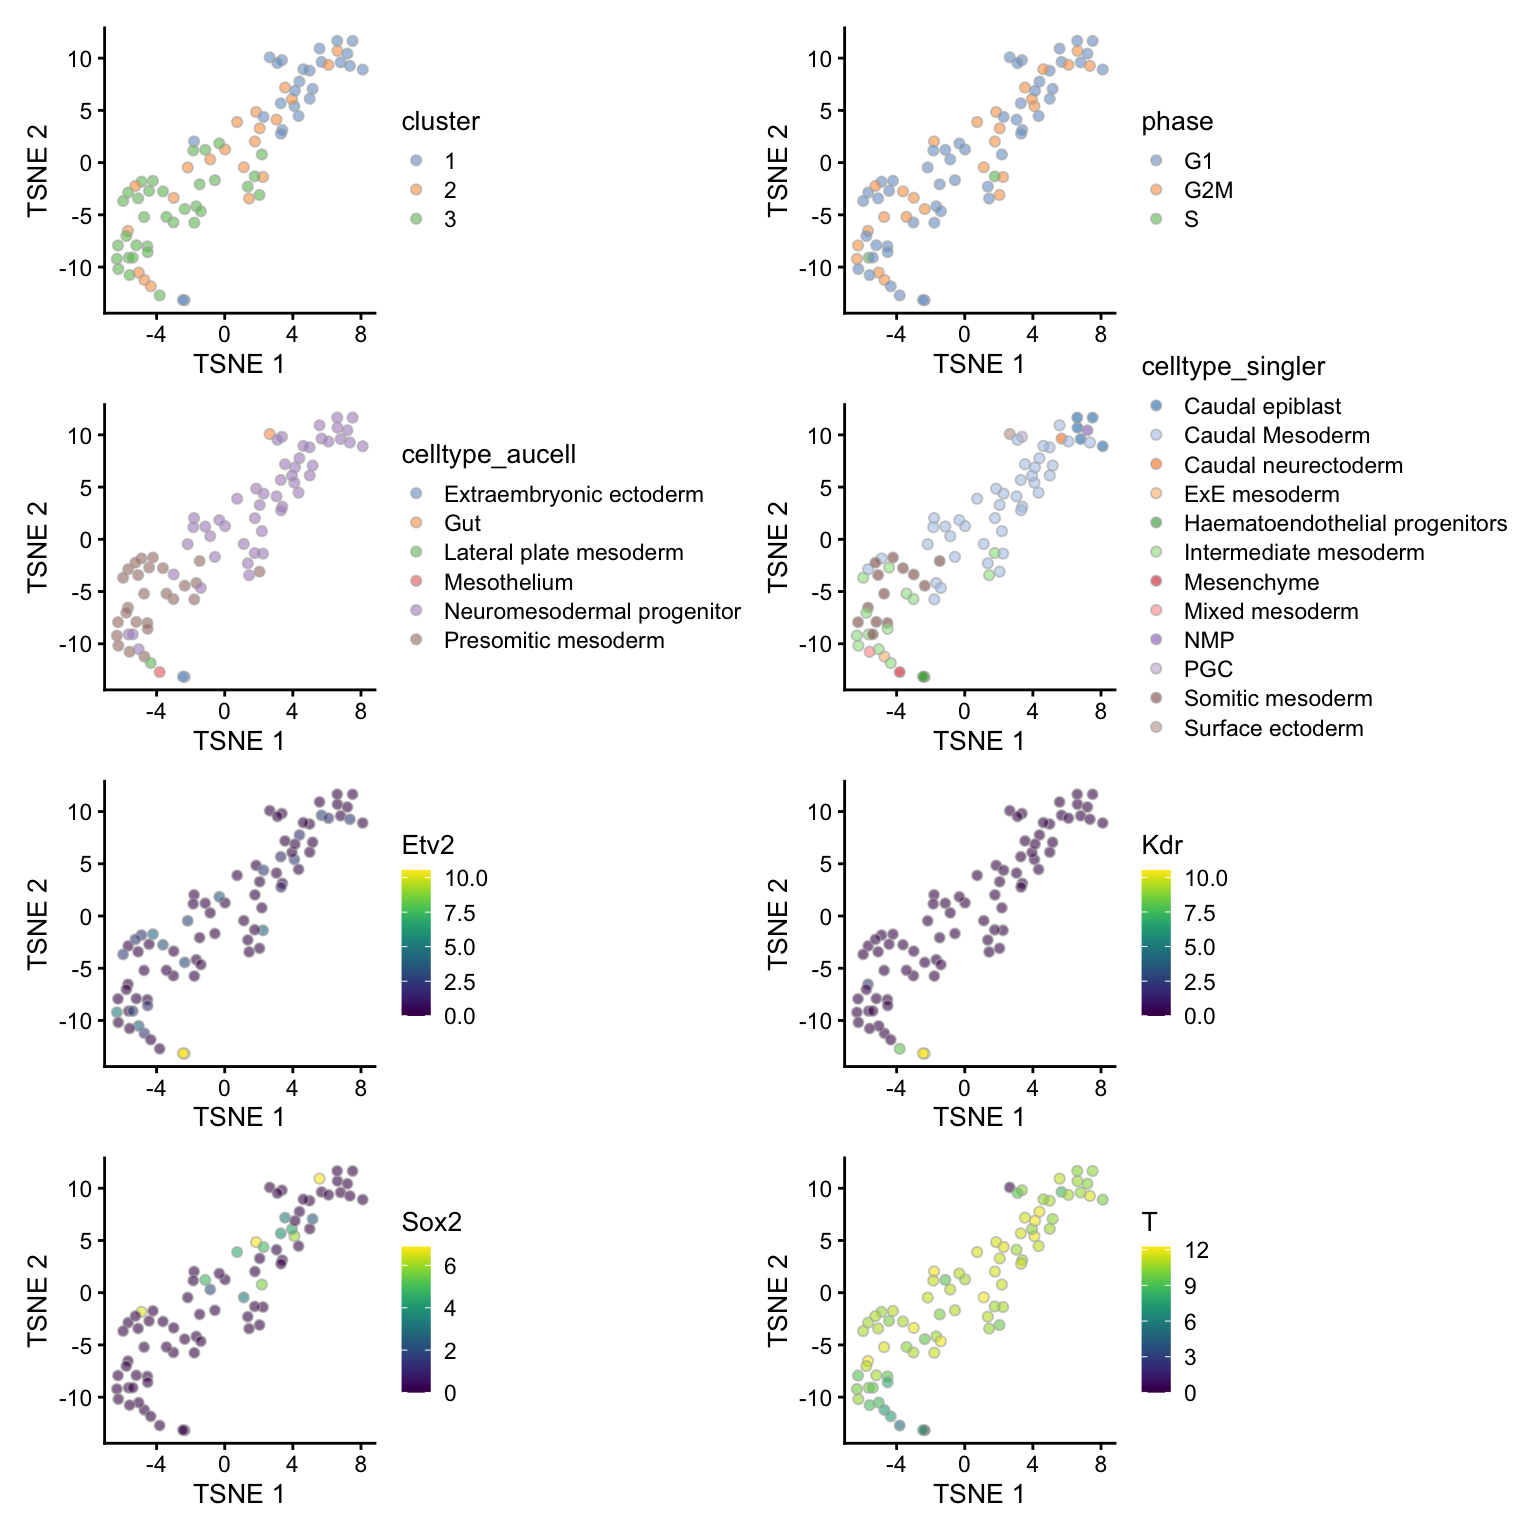 10
5
0
-5
-10
TSNE 2
-4 0 4 8
TSNE 1
cluster
1
2
3
10
5
0
-5
-10
TSNE 2
-4 0 4 8
TSNE 1
phase
G1
G2M
S
10
5
0
-5
-10
TSNE 2
-4 0 4 8
TSNE 1
celltype_aucell
Extraembryonic ectoderm
Gut
Lateral plate mesoderm
Mesothelium
Neuromesodermal progenitor
Presomitic mesoderm
10
5
0
-5
-10
TSNE 2
-4 0 4 8
TSNE 1
celltype_singler
Caudal epiblast
Caudal Mesoderm
Caudal neurectoderm
ExE mesoderm
Haematoendothelial progenitors
Intermediate mesoderm
Mesenchyme
Mixed mesoderm
NMP
PGC
Somitic mesoderm
Surface ectoderm
10
5
0
-5
-10
TSNE 2
-4 0 4 8
TSNE 1
Etv2
10.0
7.5
5.0
2.5
0.0
10
5
0
-5
-10
TSNE 2
-4 0 4 8
TSNE 1
Kdr
10.0
7.5
5.0
2.5
0.0
10
5
0
-5
-10
TSNE 2
-4 0 4 8
TSNE 1
Sox2
6
4
2
0
10
5
0
-5
-10
TSNE 2
-4 0 4 8
TSNE 1
T
12
9
6
3
0